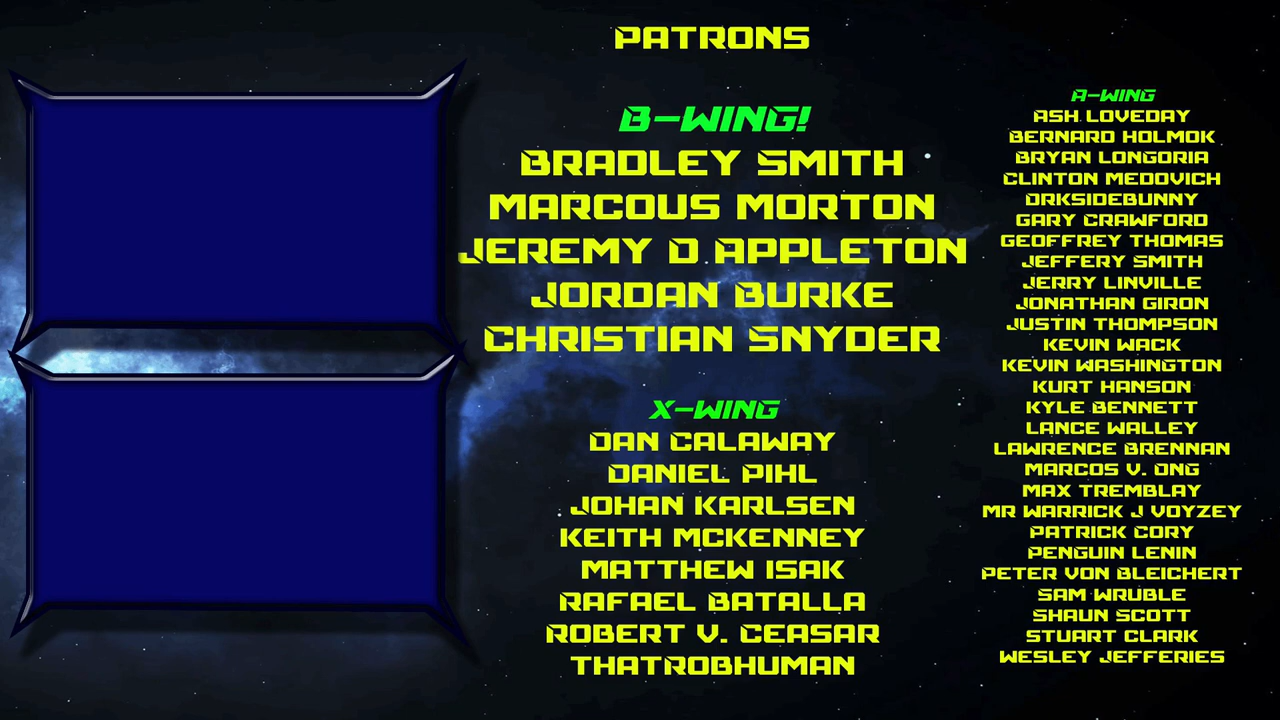 PATRONS
B-WING!
BRADLEY SMITH
MARCOUS MORTON
JEREMY D APPLETON
JORDAN BURKE
CHRISTIAN SNYDER
X-WING
DAN CALAWAY
DANIEL PIHL
JOHAN KARLSEN
KEITH MCKENNEY
MATTHEW ISAK
RAFAEL BATALLA
ROBERT V. CEASAR
THATROBHUMAN
A-WING
ASH LOVEDAY
BERNARD HOLMOK
BRYAN LONGORIA
CLINTON MEDOVICH
DRKSIDEBUNNY
GARY CRAWFORD
GEOFFREY THOMAS
JEFFERY SMITH
JERRY LINVILLE
JONATHAN GIRON
JUSTIN THOMPSON
KEVIN WACK
KEVIN WASHINGTON
KURT HANSON
KYLE BENNETT
LANCE WALLEY
LAWRENCE BRENNAN
MARCOS V. ONG
MAX TREMBLAY
MR WARRICK J VOYZEY
PATRICK CORY
PENGUIN LENIN
PETER VON BLEICHERT
SAM WRUBLE
SHAUN SCOTT
STUART CLARK
WESLEY JEFFERIES